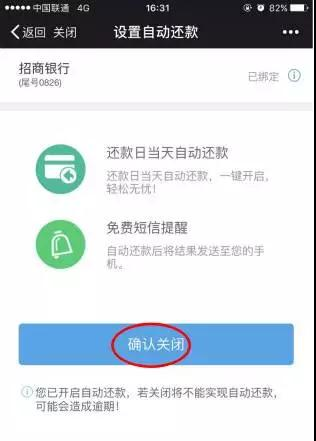 中国联通 4G 16:31 82%
返回 关闭 设置自动还款
招商银行
(尾号0826)
已绑定
还款日当天自动还款
还款日当天自动还款，一键开启，
轻松无忧！
免费短信提醒
自动还款后将结果发送至您的手
机。
确认关闭
您已开启自动还款，若关闭将不能实现自动还款，
可能会造成逾期！